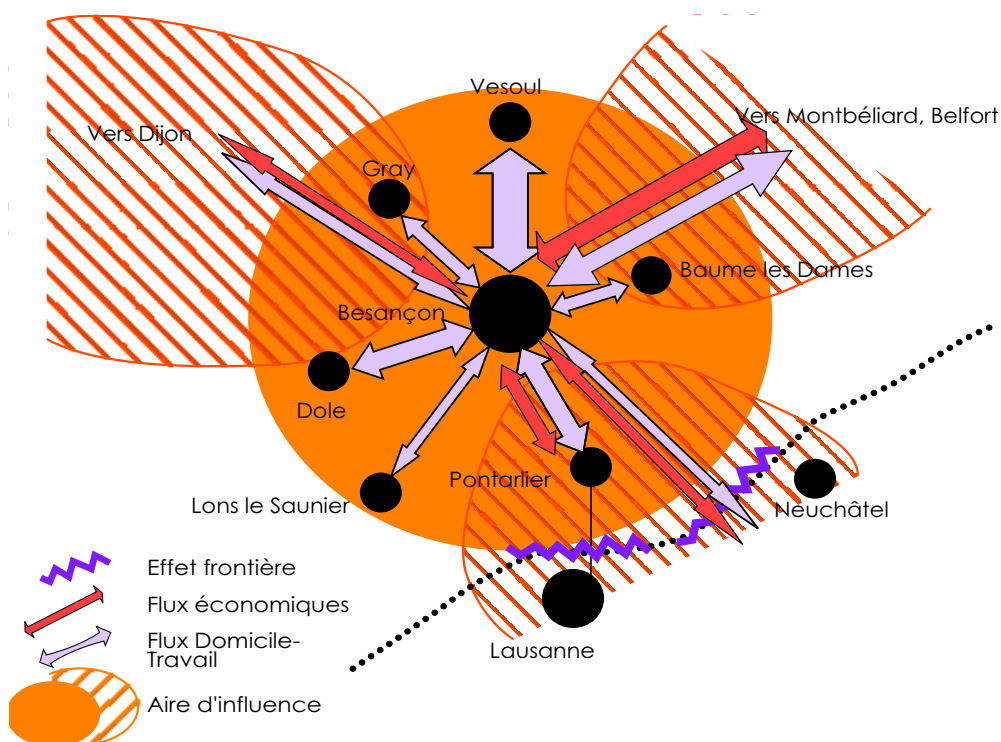 Vesoul
Vers Montbéliard, Belfort
Vers Dijon
Gray
Baume les Dames
Besançon
Dole
Pontarlier
Lons le Saunier
Neuchâtel
Effet frontière
Flux économiques
Flux Domicile-
Travail
Lausanne
Aire d'influence